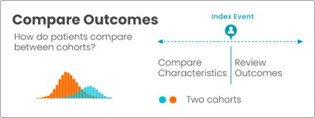 Compare Outcomes
How do patients compare
between cohorts?
Index Event
Compare
Characteristics
Review
Outcomes
Two cohorts